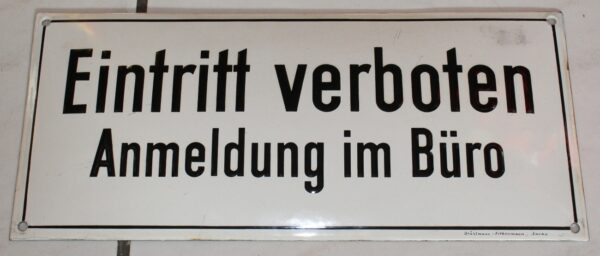 Eintritt verboten
Anmeldung im Büro